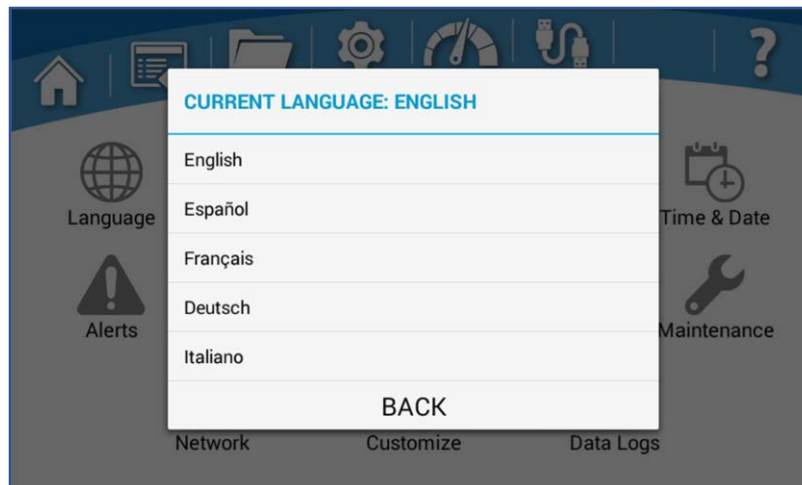 ?
CURRENT LANGUAGE: ENGLISH
English
Español
Français
Deutsch
Italiano
BACK
Language
Time & Date
Alerts
Maintenance
Network
Customize
Data Logs